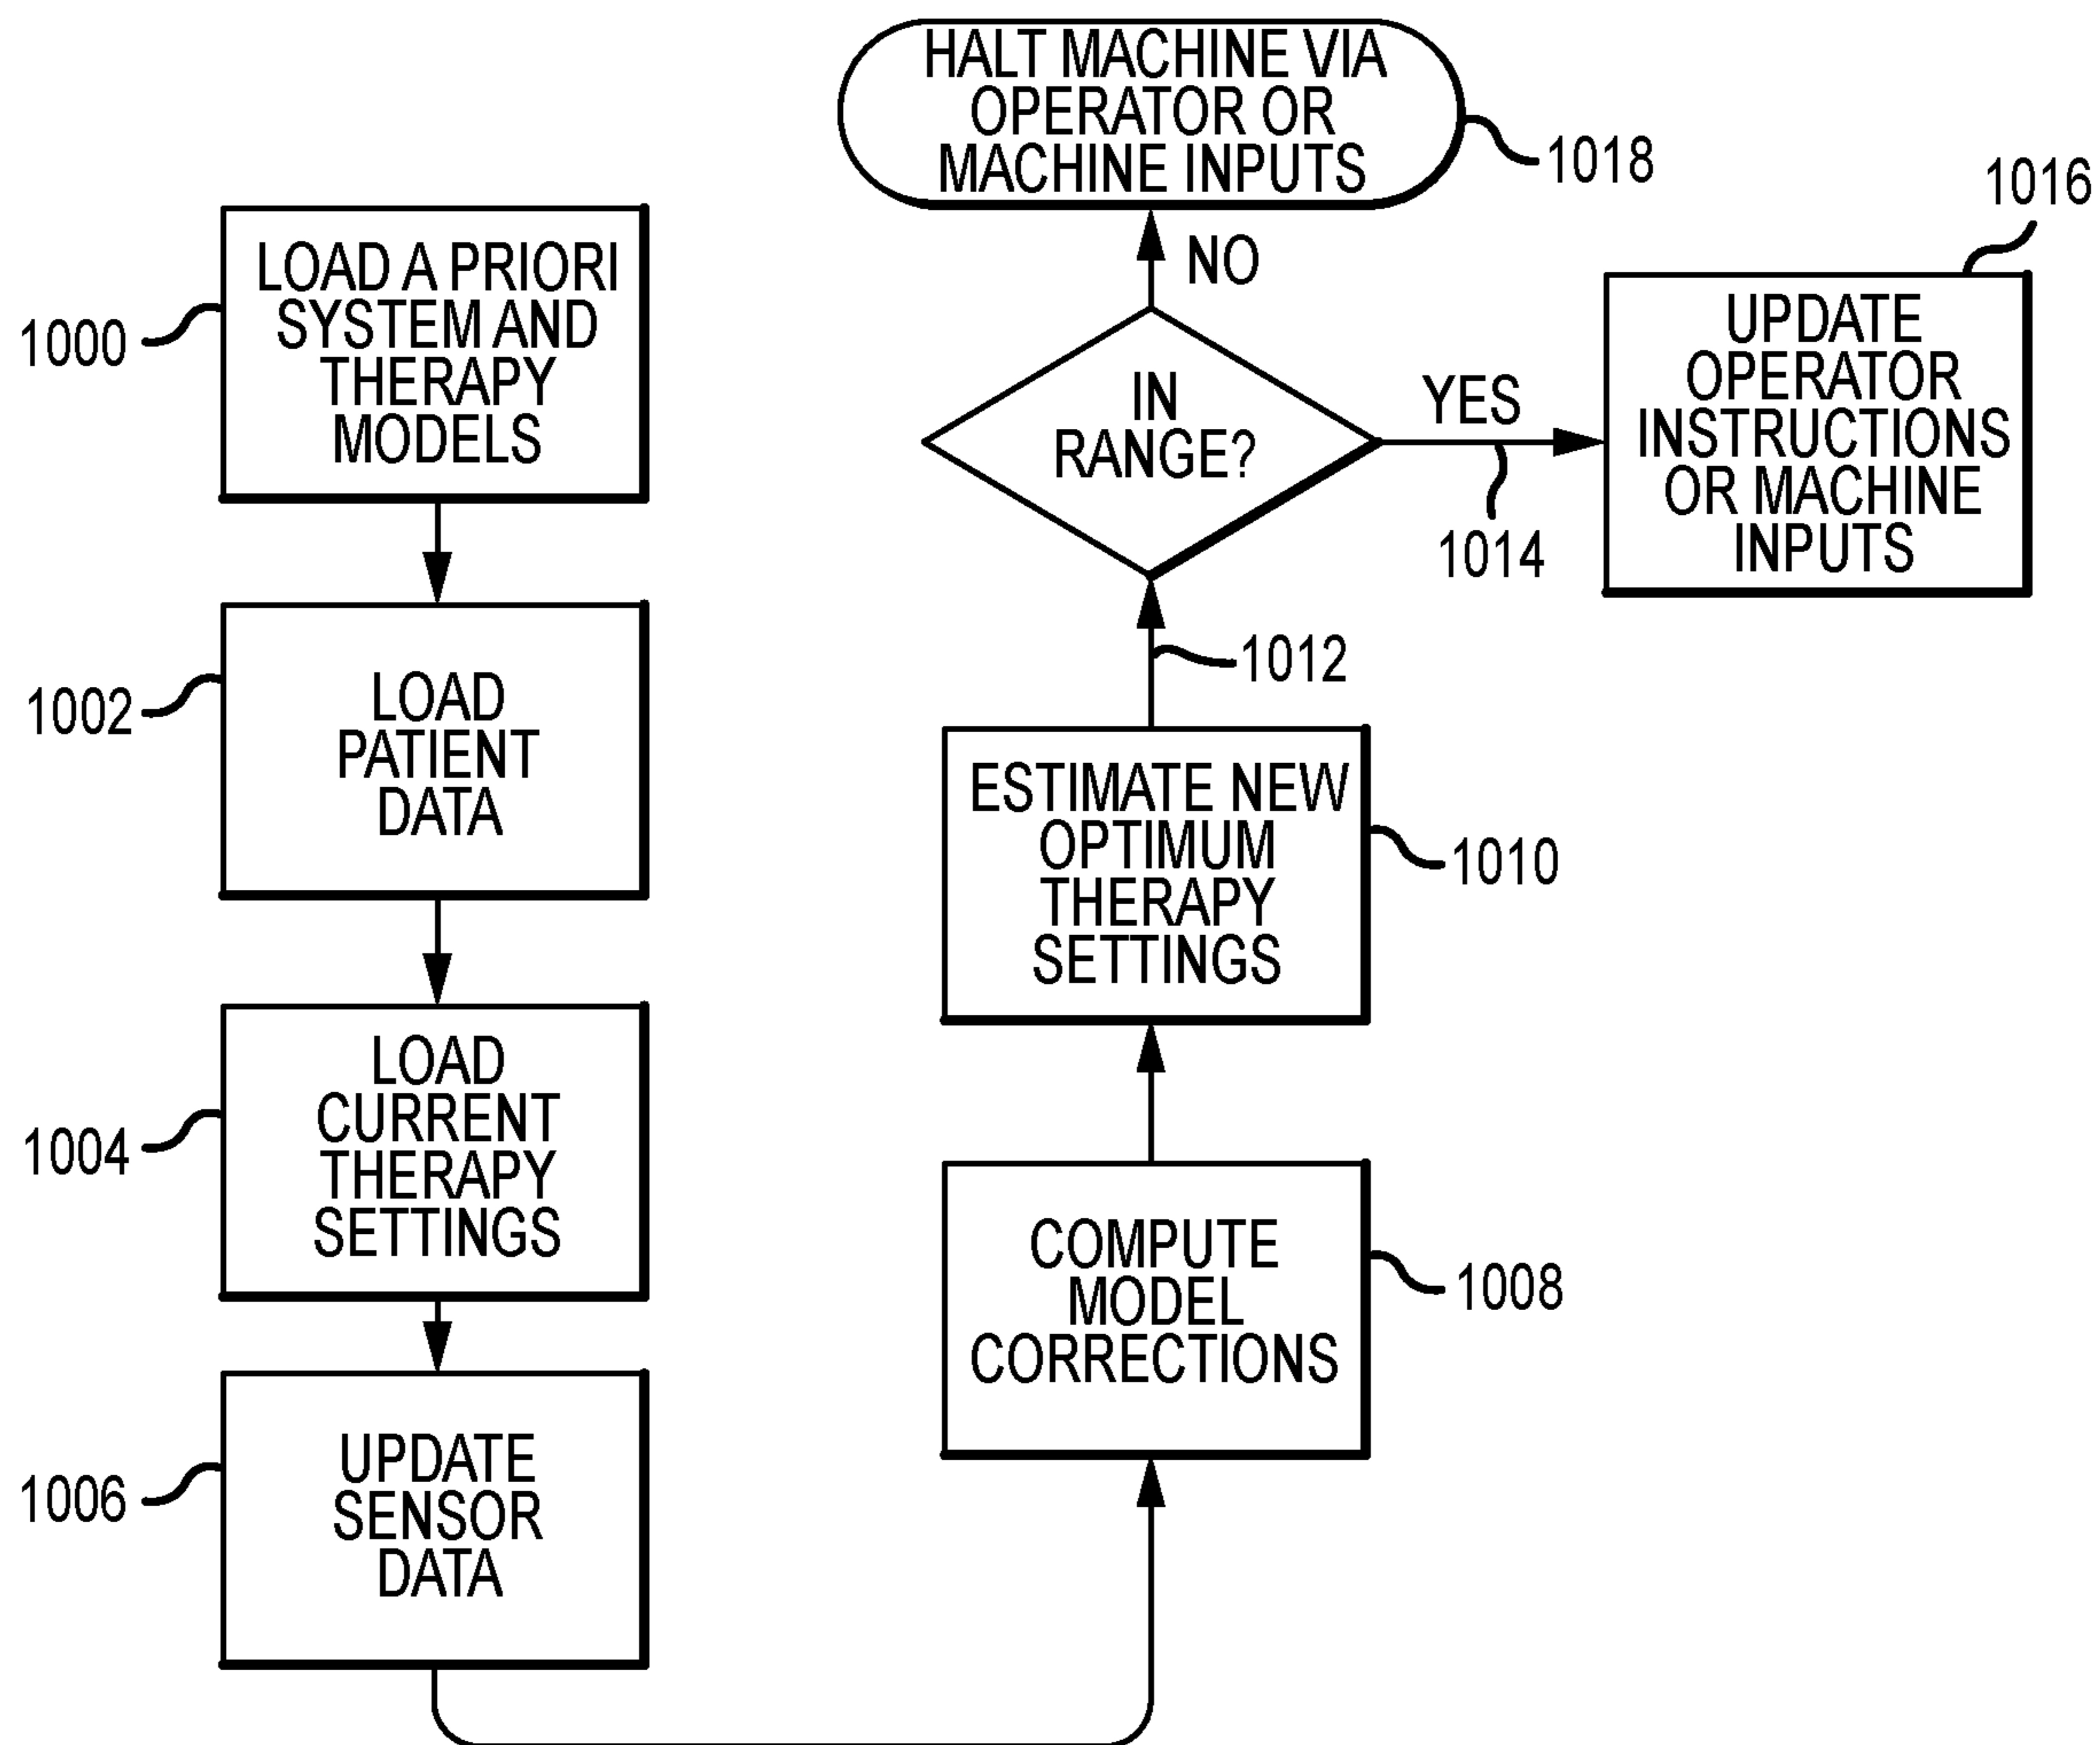 1000
LOAD A PRIORI
SYSTEM AND
THERAPY
MODELS
1002
LOAD
PATIENT
DATA
1004
LOAD
CURRENT
THERAPY
SETTINGS
1006
UPDATE
SENSOR
DATA
COMPUTE
MODEL
CORRECTIONS
1008
ESTIMATE NEW
OPTIMUM
THERAPY
SETTINGS
1010
1012
IN
RANGE?
YES
1014
UPDATE
OPERATOR
INSTRUCTIONS
OR MACHINE
INPUTS
1016
NO
HALT MACHINE VIA
OPERATOR OR
MACHINE INPUTS
1018